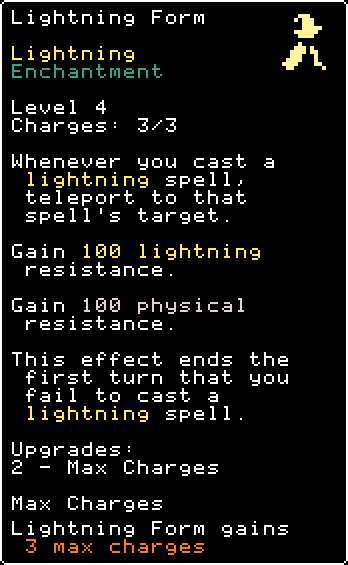 Lightning Form
Lightning
Enchantment
Level 4
Charges: 3/3
Whenever you cast a
lightning spell,
teleport to that
spell's target.
Gain 100 lightning
resistance.
Gain 100 physical
resistance.
This effect ends the
first turn that you
fail to cast a
lightning spell.
Upgrades:
2 - Max Charges
Max Charges
Lightning Form gains
3 max charges